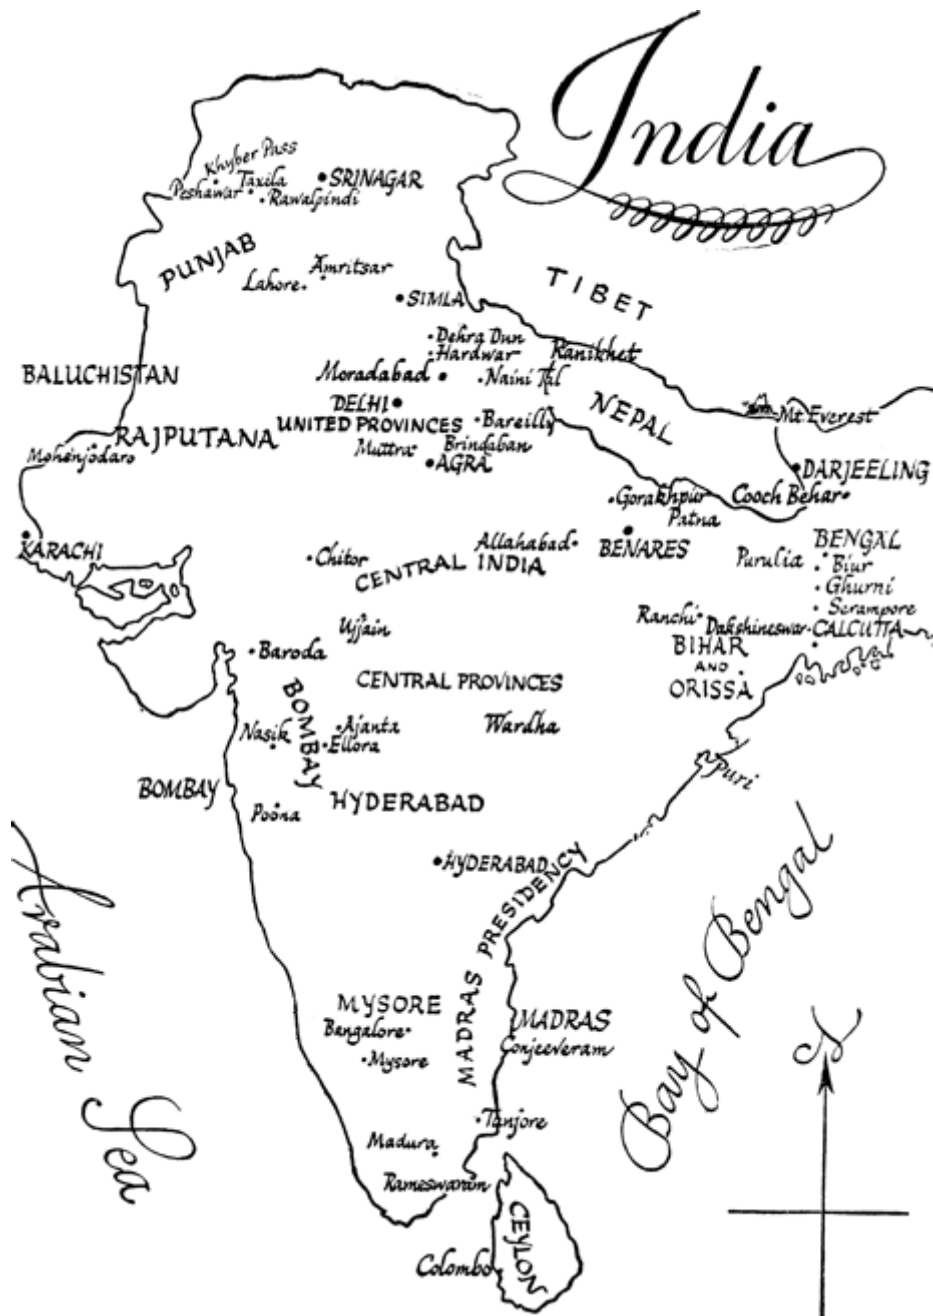 India
Khyber Pass
Peshawar
Taxila
Rawalpindi
SRINAGAR
PUNJAB
Lahore
Amritsar
SIMLA
TIBET
Dehra Dun
Hardwar
Ranikhet
BALUCHISTAN
Moradabad
Naini Tal
DELHI
NEPAL
Mt. Everest
UNITED PROVINCES
Bareilly
RAJPUTANA
Mohenjodaro
Muttra
Brindaban
AGRA
DARJEELING
Gorakhpur
Cooch Behar
Patna
KARACHI
Chitor
CENTRAL INDIA
Allahabad
BENARES
BENGAL
Purulia
Biur
Ghurni
Serampore
Ujjain
Ranchi
Dakshineswar
CALCUTTA
BIHAR
AND
ORISSA
Baroda
CENTRAL PROVINCES
BOMBAY
Nasik
Ajanta
Ellora
Wardha
Puri
BOMBAY
Poona
HYDERABAD
HYDERABAD
MADRAS PRESIDENCY
Arabian Sea
Bay of Bengal
MYSORE
Bangalore
Mysore
MADRAS
Conjeeveram
Tanjore
Madura
Rameswaram
CEYLON
Colombo